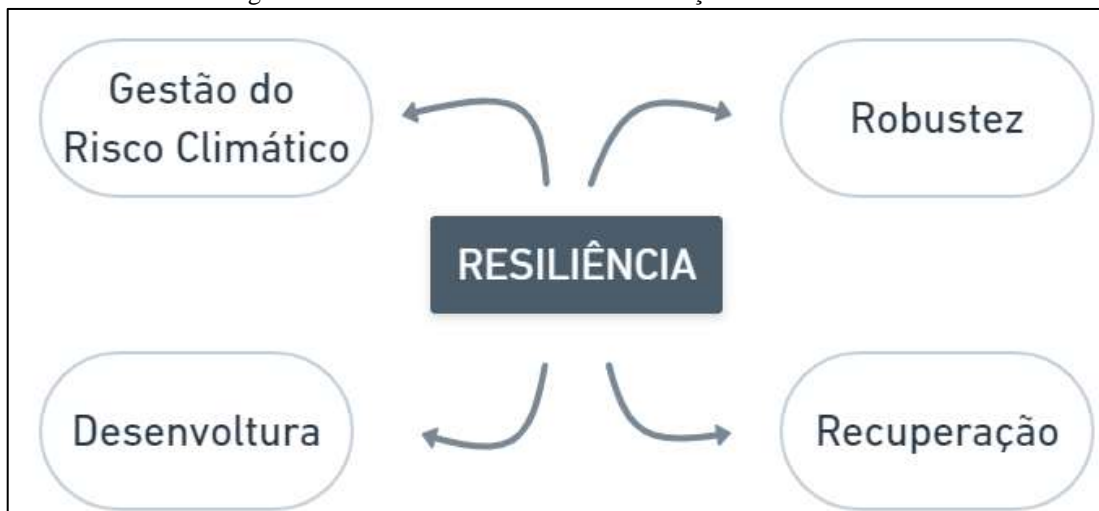 Gestão do
Risco Climático
Robustez
RESILIÊNCIA
Desenvoltura
Recuperação